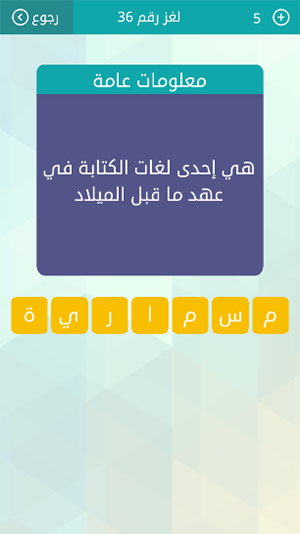 رجوع لغز رقم 36 5
معلومات عامة
هي إحدى لغات الكتابة في
عهد ما قبل الميلاد
م س م ا ر ي ة